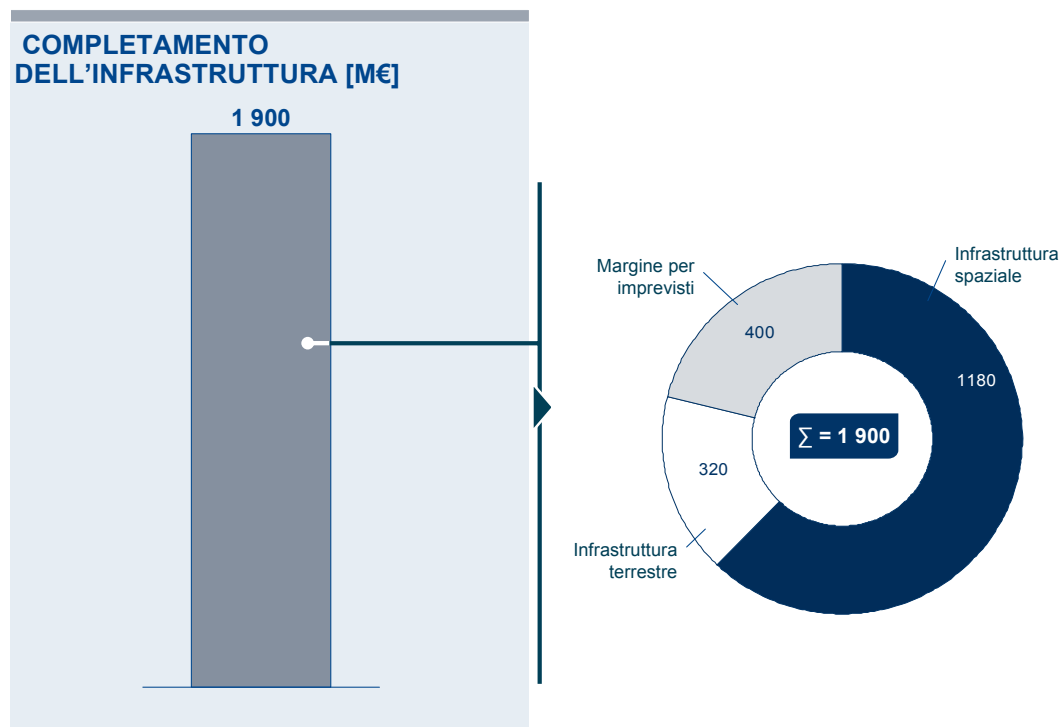 COMPLETAMENTO
DELL’INFRASTRUTTURA [M€]
1 900
Margine per
imprevisti
Infrastruttura
spaziale
400
1180
∑ = 1 900
320
Infrastruttura
terrestre